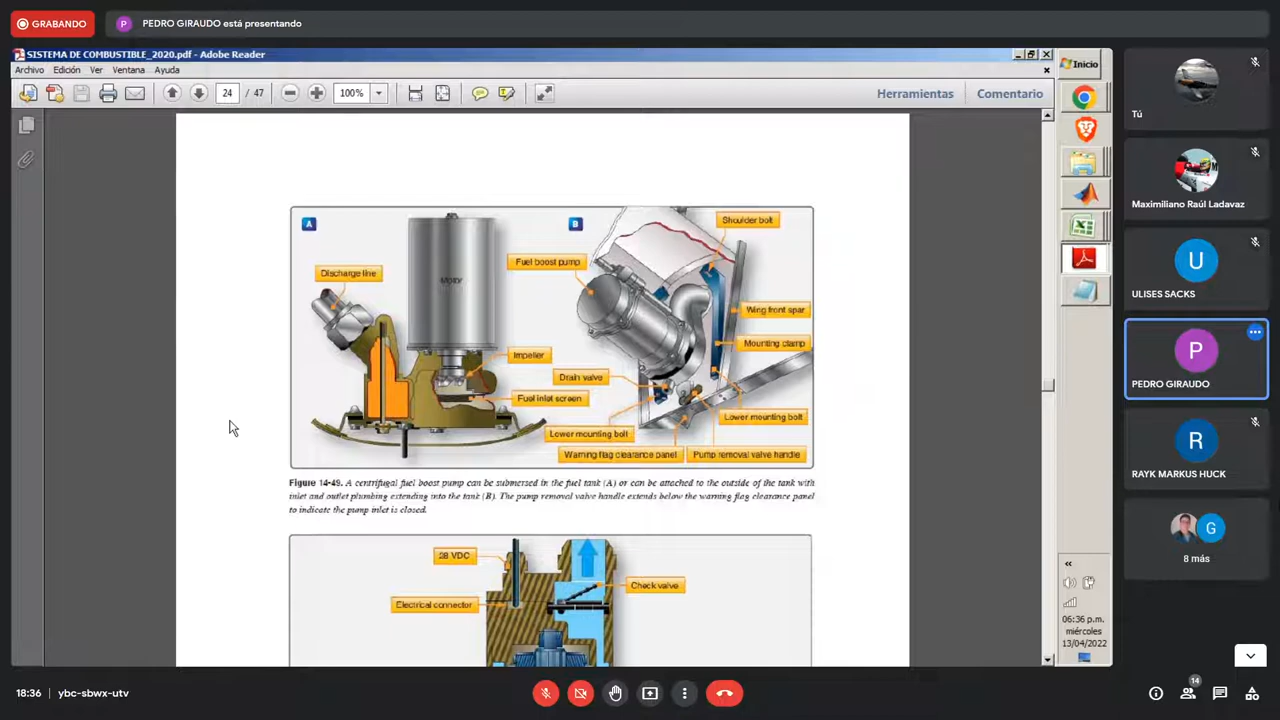 GRABANDO
P PEDRO GIRAUDO está presentando
SISTEMA DE COMBUSTIBLE_2020.pdf - Adobe Reader
Archivo Edición Ver Ventana Ayuda
24 / 47 100% Herramientas Comentario
A
B
Discharge line
Motor
Impeller
Fuel inlet screen
Shoulder bolt
Fuel boost pump
Wing front spar
Mounting clamp
Drain valve
Lower mounting bolt
Lower mounting bolt
Warning flag clearance panel
Pump removal valve handle
Figure 14-49. A centrifugal fuel boost pump can be submersed in the fuel tank (A) or can be attached to the outside of the tank with
inlet and outlet plumbing extending into the tank (B). The pump removal valve handle extends below the warning flag clearance panel
to indicate the pump inlet is closed.
28 VDC
Electrical connector
Check valve
Inicio
06:36 p.m.
miércoles
13/04/2022
Tú
Maximiliano Raúl Ladavaz
U
ULISES SACKS
P
PEDRO GIRAUDO
R
RAYK MARKUS HUCK
G
8 más
18:36 ybc-sbwx-utv
14